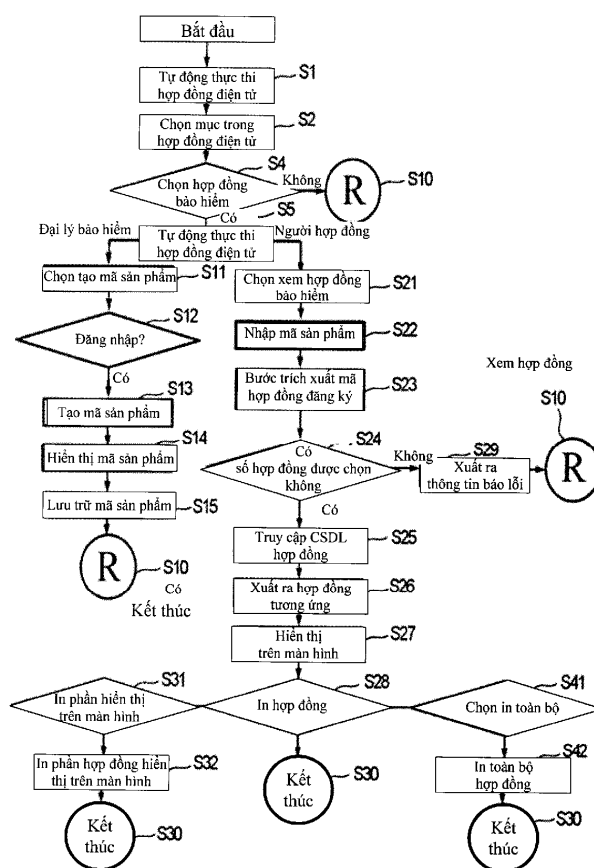 Bắt đầu
Tự động thực thi
hợp đồng điện tử
S1
Chọn mục trong
hợp đồng điện tử
S2
S4
Chọn hợp đồng
bảo hiểm
Không
R
S10
Có
S5
Đại lý bảo hiểm
Tự động thực thi
hợp đồng điện tử
Người hợp đồng
S11
Chọn tạo mã sản phẩm
Chọn xem hợp đồng
bảo hiểm
S21
S12
Đăng nhập?
Nhập mã sản phẩm
S22
Có
Bước trích xuất mã
hợp đồng đăng ký
S23
Xem hợp đồng
S13
Tạo mã sản phẩm
S14
Hiển thị mã sản phẩm
S24
Có
số hợp đồng được chọn
không
Không
S29
Xuất ra
thông tin báo lỗi
S10
R
Lưu trữ mã sản phẩm
S15
Có
Truy cập CSDL
hợp đồng
S25
R
S10
Có
Kết thúc
Xuất ra hợp đồng
tương ứng
S26
Hiển thị
trên màn hình
S27
S31
In phần hiển thị
trên màn hình
S28
In hợp đồng
S41
Chọn in toàn bộ
In phần hợp đồng hiển
thị trên màn hình
S32
Kết
thúc
S30
S42
In toàn bộ
hợp đồng
Kết
thúc
S30
Kết
thúc
S30